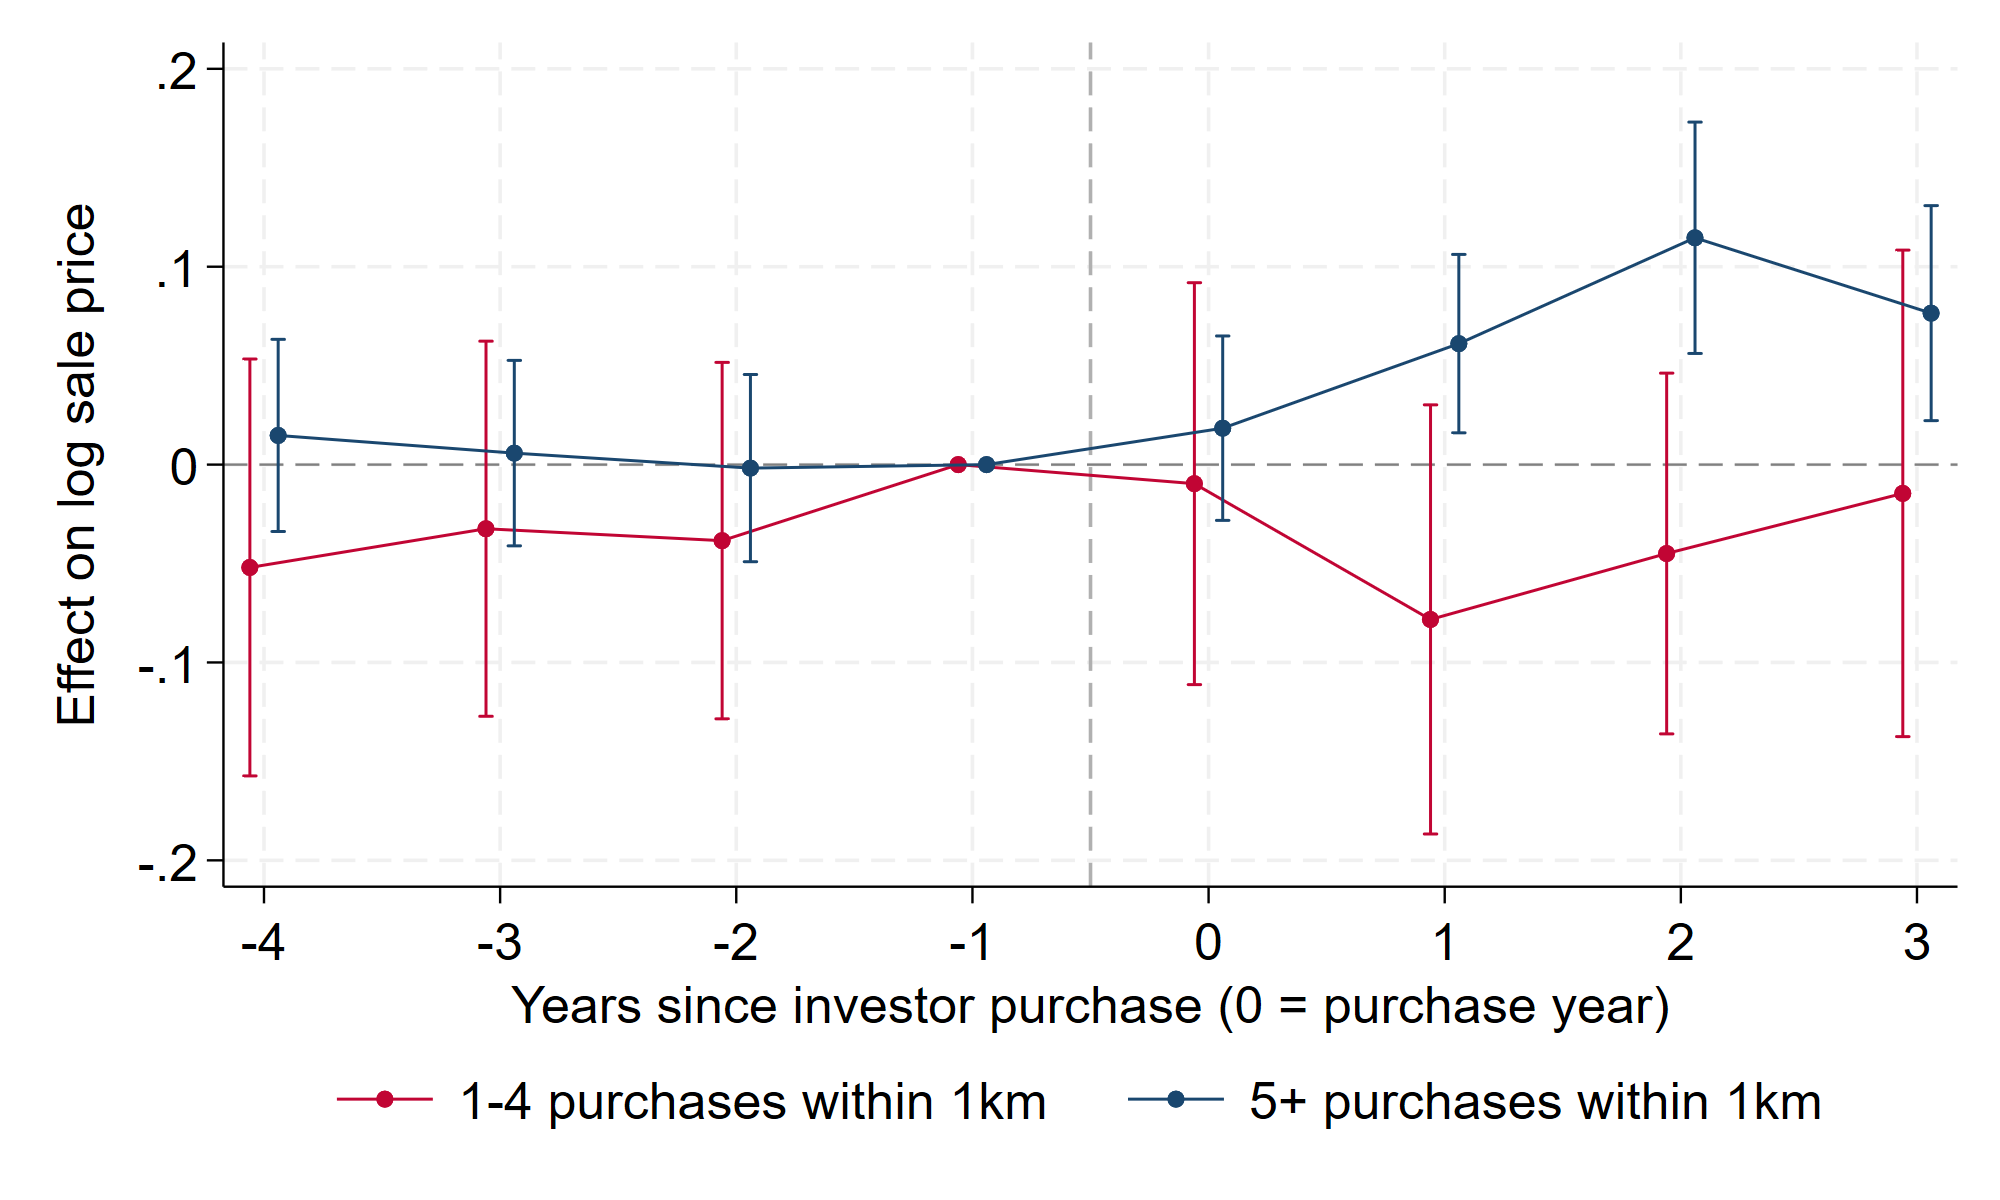 Effect on log sale price
.2
.1
0
-.1
-.2
-4 -3 -2 -1 0 1 2 3
Years since investor purchase (0 = purchase year)
1-4 purchases within 1km 5+ purchases within 1km